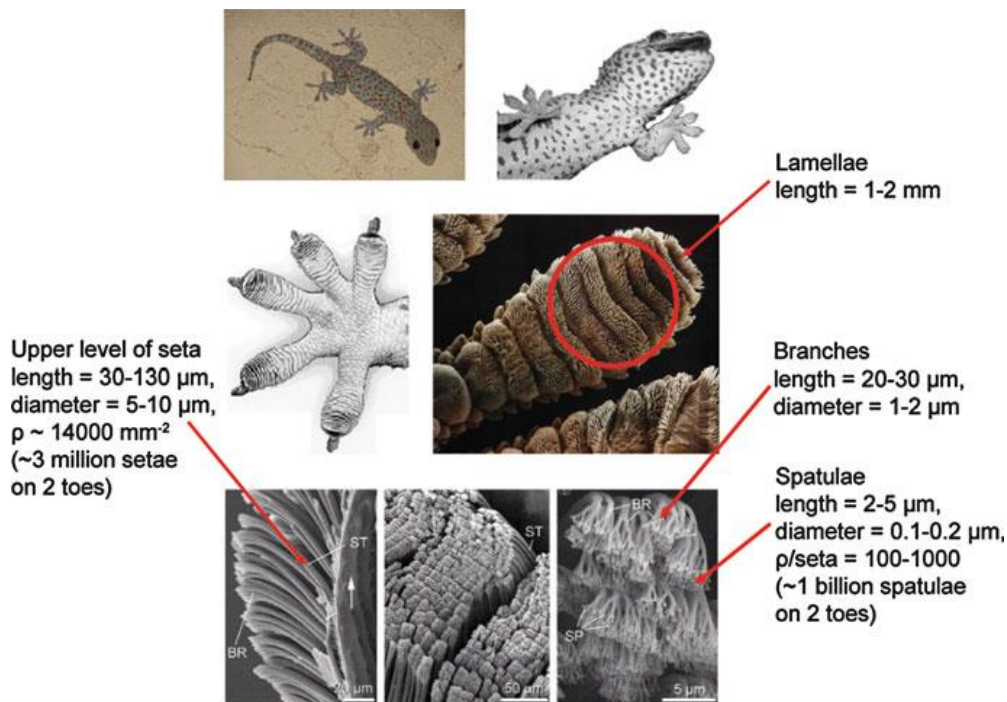 Lamellae
length = 1-2 mm
Upper level of seta
length = 30-130 µm,
diameter = 5-10 µm,
ρ ~ 14000 mm-2
(~3 million setae
on 2 toes)
Branches
length = 20-30 µm,
diameter = 1-2 µm
Spatulae
length = 2-5 µm,
diameter = 0.1-0.2 µm,
ρ/seta = 100-1000
(~1 billion spatulae
on 2 toes)
ST
BR
20 µm
ST
50 µm
BR
SP
5 µm